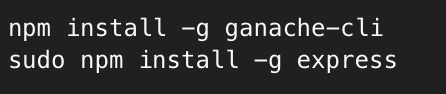 npm install -g ganache-cli
sudo npm install -g express